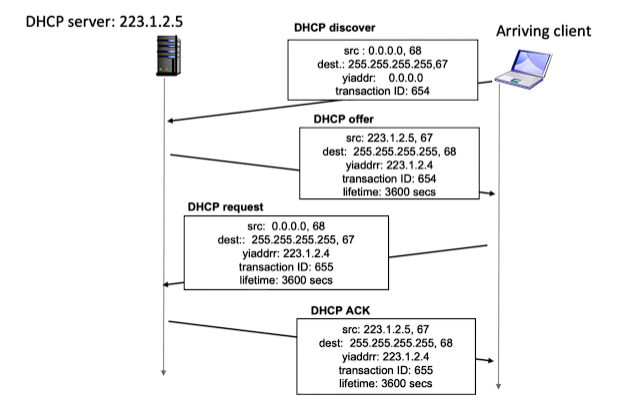 DHCP server: 223.1.2.5
Arriving client
DHCP discover
src : 0.0.0.0, 68
dest.: 255.255.255.255,67
yiaddr: 0.0.0.0
transaction ID: 654
DHCP offer
src: 223.1.2.5, 67
dest: 255.255.255.255, 68
yiaddrr: 223.1.2.4
transaction ID: 654
lifetime: 3600 secs
DHCP request
src: 0.0.0.0, 68
dest:: 255.255.255.255, 67
yiaddrr: 223.1.2.4
transaction ID: 655
lifetime: 3600 secs
DHCP ACK
src: 223.1.2.5, 67
dest: 255.255.255.255, 68
yiaddrr: 223.1.2.4
transaction ID: 655
lifetime: 3600 secs